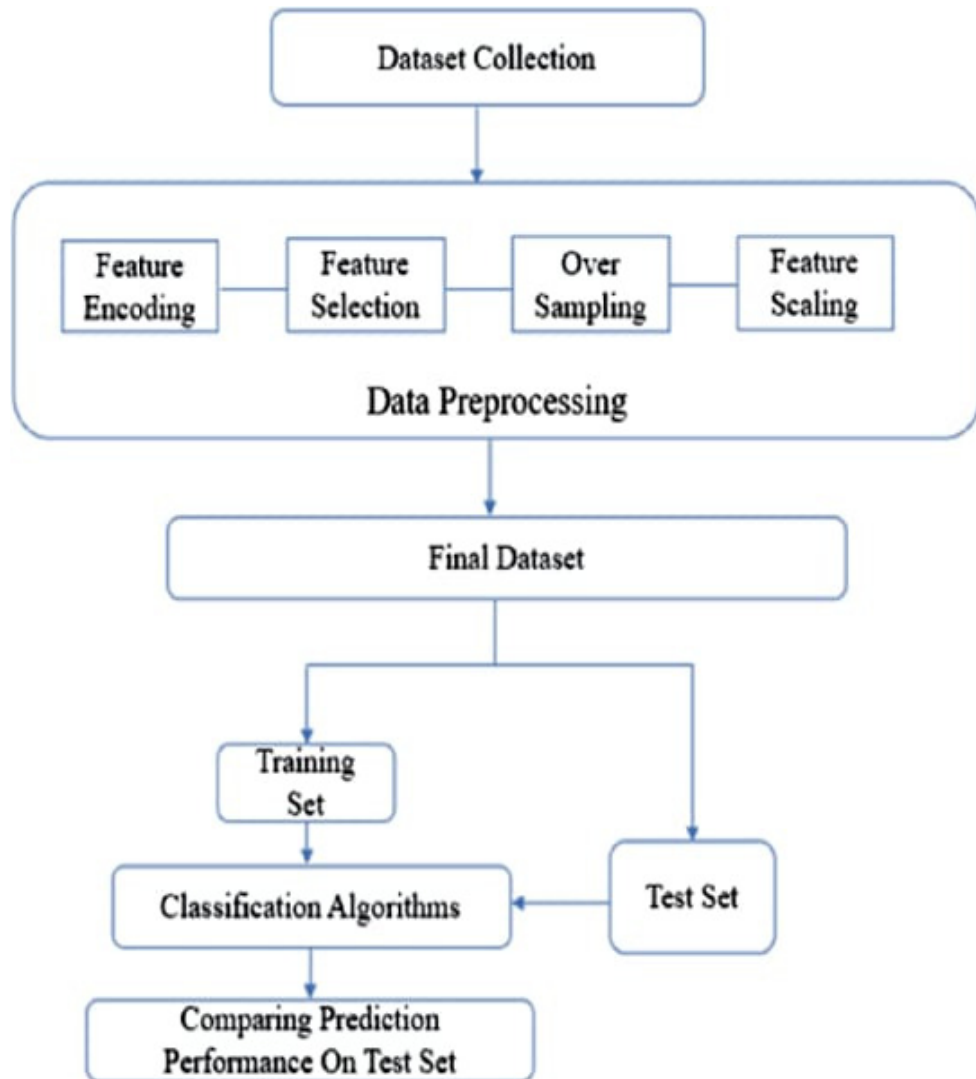 Dataset Collection
Feature
Encoding
Feature
Selection
Over
Sampling
Feature
Scaling
Data Preprocessing
Final Dataset
Training
Set
Classification Algorithms
Test Set
Comparing Prediction
Performance On Test Set